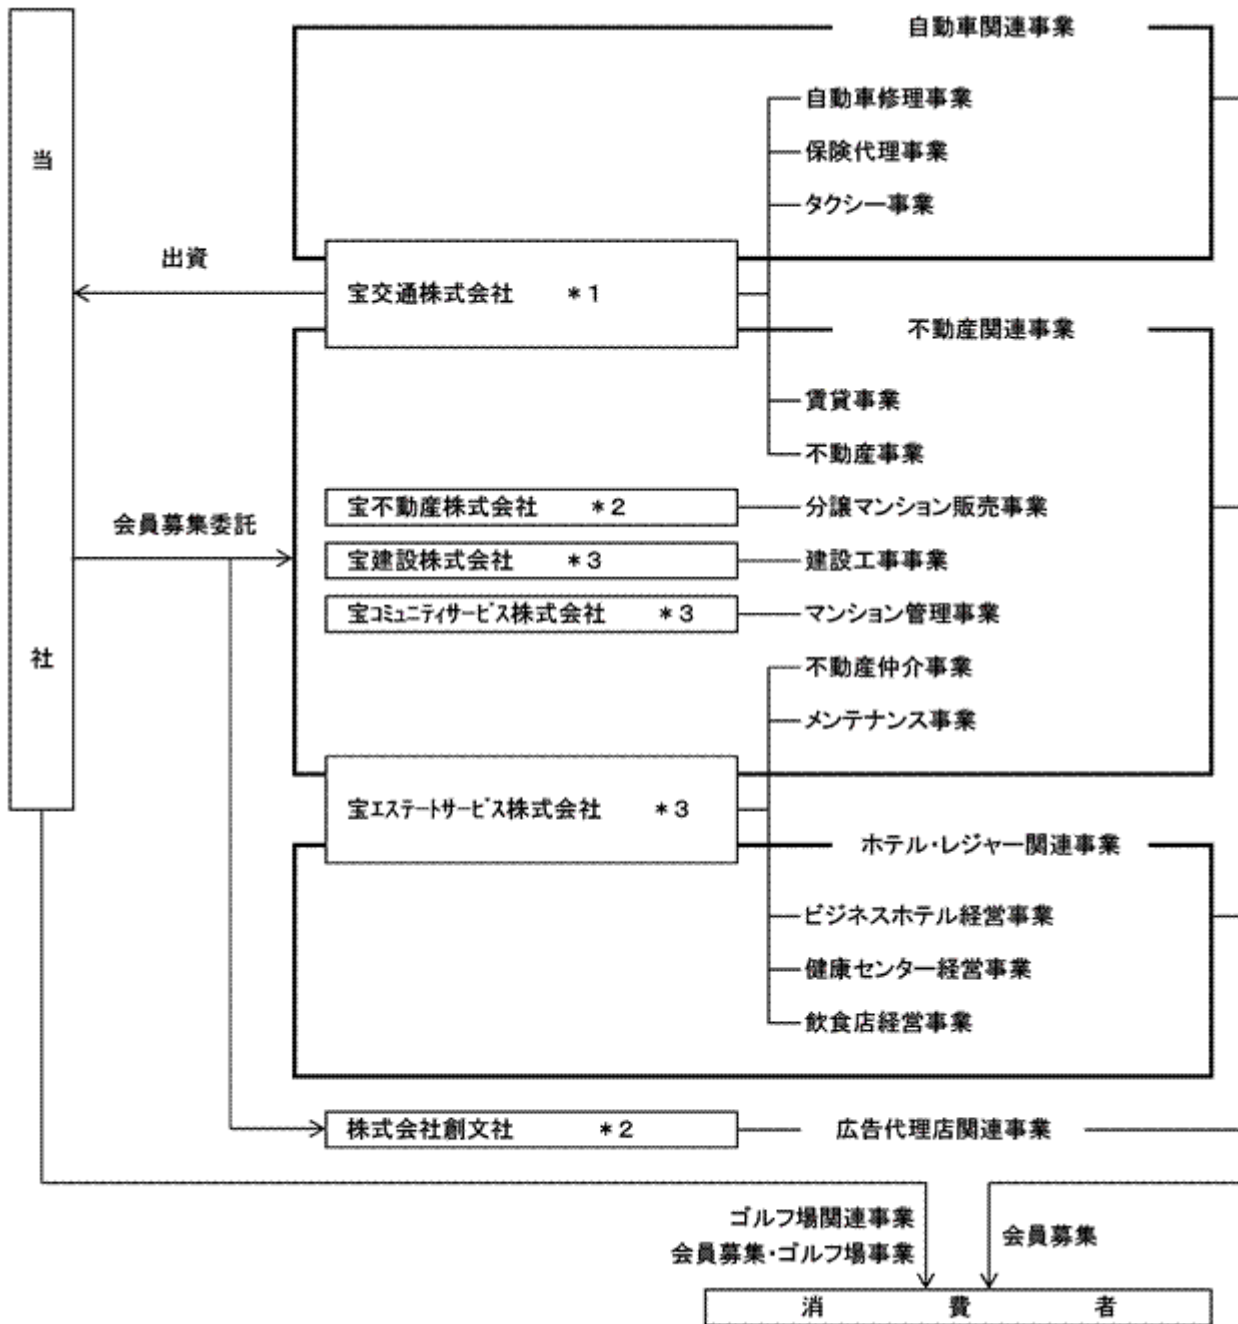 自動車関連事業
自動車修理事業
保険代理事業
タクシー事業
当社
出資
宝交通株式会社 *1
不動産関連事業
賃貸事業
不動産事業
宝不動産株式会社 *2
分譲マンション販売事業
会員募集委託
宝建設株式会社 *3
建設工事事業
宝ｺﾐｭﾆﾃｨｻｰﾋﾞｽ株式会社 *3
マンション管理事業
不動産仲介事業
メンテナンス事業
宝ｴｽﾃｰﾄｻｰﾋﾞｽ株式会社 *3
ホテル・レジャー関連事業
ビジネスホテル経営事業
健康センター経営事業
飲食店経営事業
株式会社創文社 *2
広告代理店関連事業
ゴルフ場関連事業
会員募集・ゴルフ場事業
会員募集
消費者